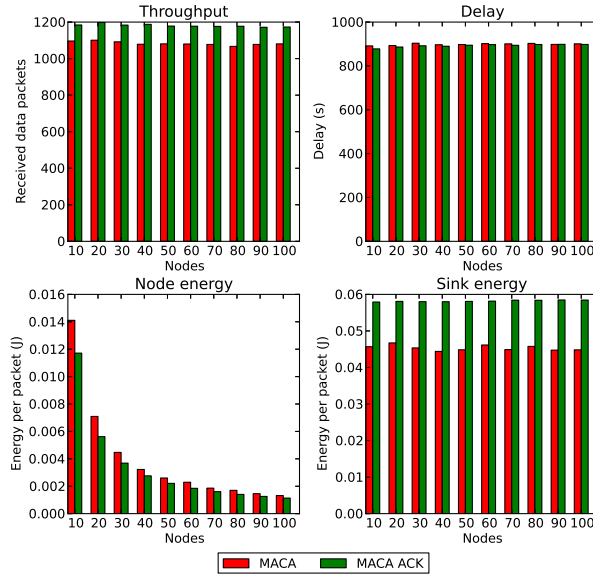 Throughput
Delay
1200
1000
800
600
400
200
0
Received data packets
10 20 30 40 50 60 70 80 90 100
Nodes
1000
800
600
400
200
0
Delay (s)
10 20 30 40 50 60 70 80 90 100
Nodes
Node energy
Sink energy
0.016
0.014
0.012
0.010
0.008
0.006
0.004
0.002
0.000
Energy per packet (J)
10 20 30 40 50 60 70 80 90 100
Nodes
0.06
0.05
0.04
0.03
0.02
0.01
0.00
Energy per packet (J)
10 20 30 40 50 60 70 80 90 100
Nodes
MACA
MACA ACK